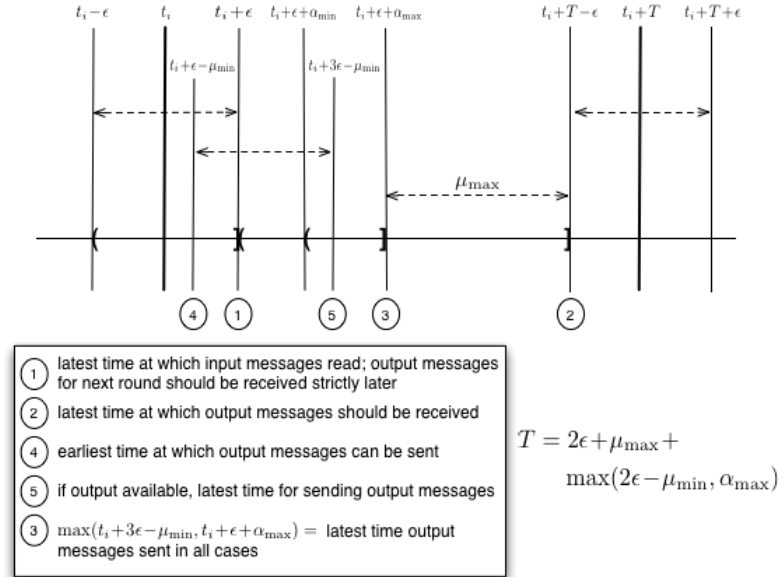 t_i−ϵ t_i t_i+ϵ t_i+ϵ+α_min t_i+ϵ+α_max t_i+T−ϵ t_i+T t_i+T+ϵ
t_i+ϵ−μ_min t_i+3ϵ−μ_min
μ_max
( ]( ( ] ]
4 1 5 3 2
1 latest time at which input messages read; output messages
for next round should be received strictly later
2 latest time at which output messages should be received
4 earliest time at which output messages can be sent
5 if output available, latest time for sending output messages
3 max(t_i+3ϵ−μ_min, t_i+ϵ+α_max) = latest time output
messages sent in all cases
T = 2ϵ+μ_max+
max(2ϵ−μ_min, α_max)